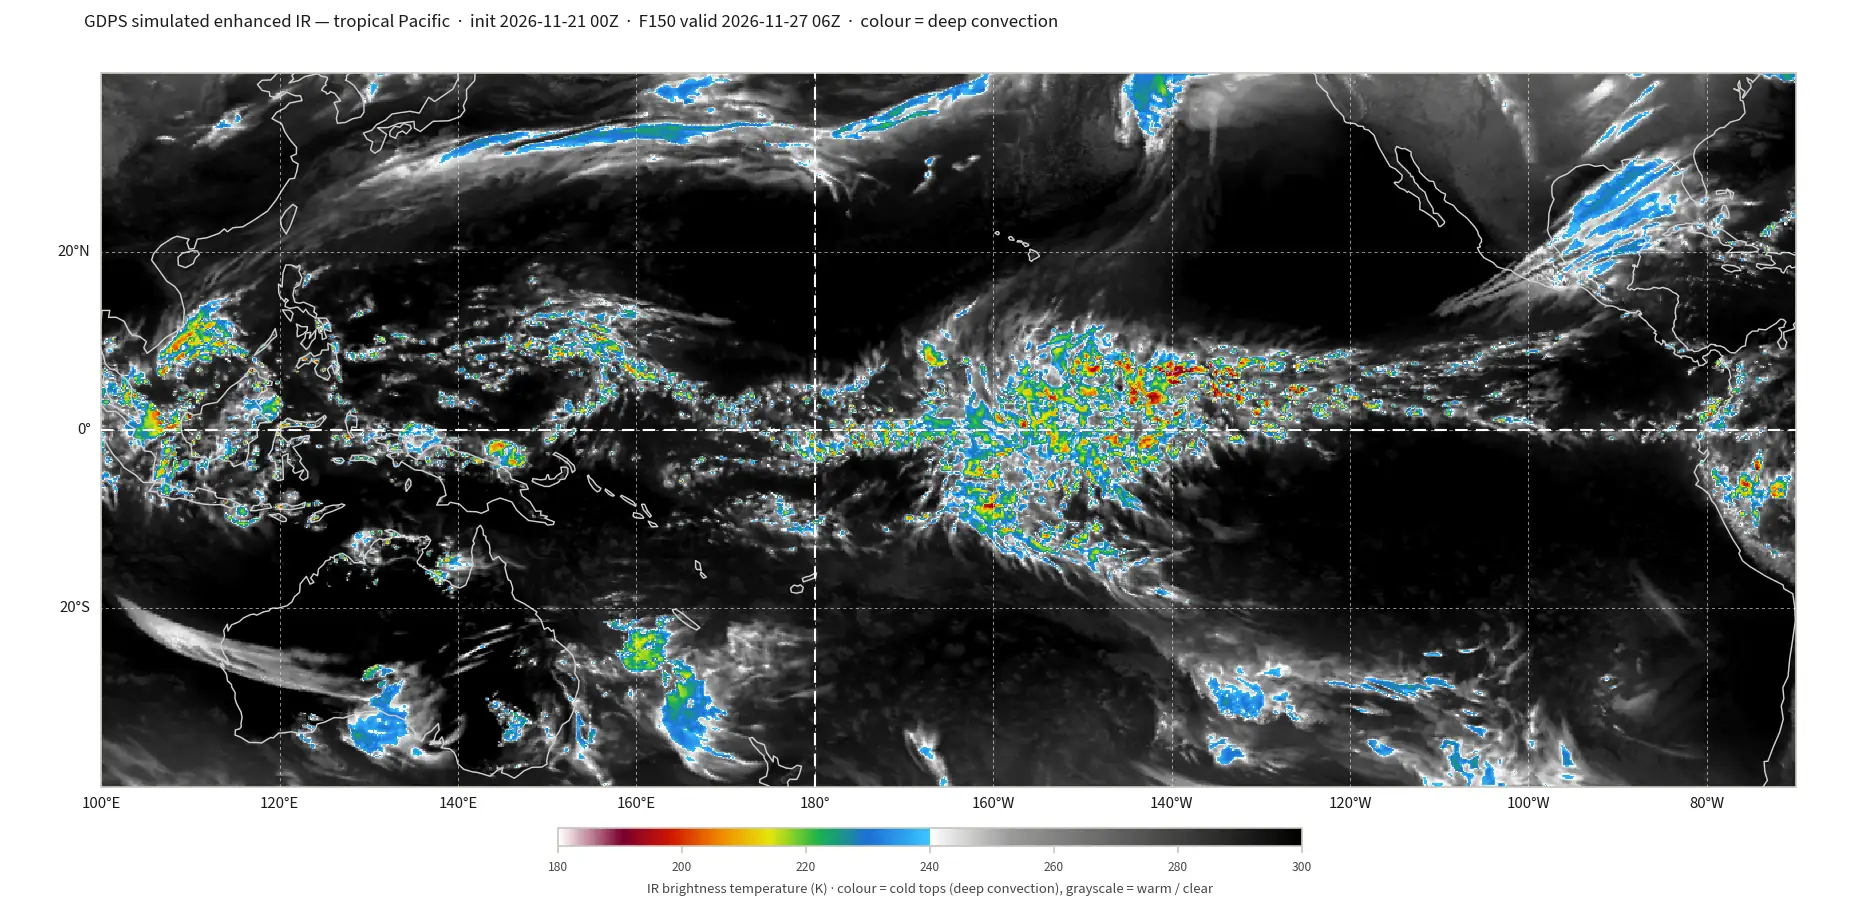 GDPS simulated enhanced IR — tropical Pacific · init 2026-11-21 00Z · F150 valid 2026-11-27 06Z · colour = deep convection
20°N
0°
20°S
100°E 120°E 140°E 160°E 180° 160°W 140°W 120°W 100°W 80°W
180 200 220 240 260 280 300
IR brightness temperature (K) · colour = cold tops (deep convection), grayscale = warm / clear